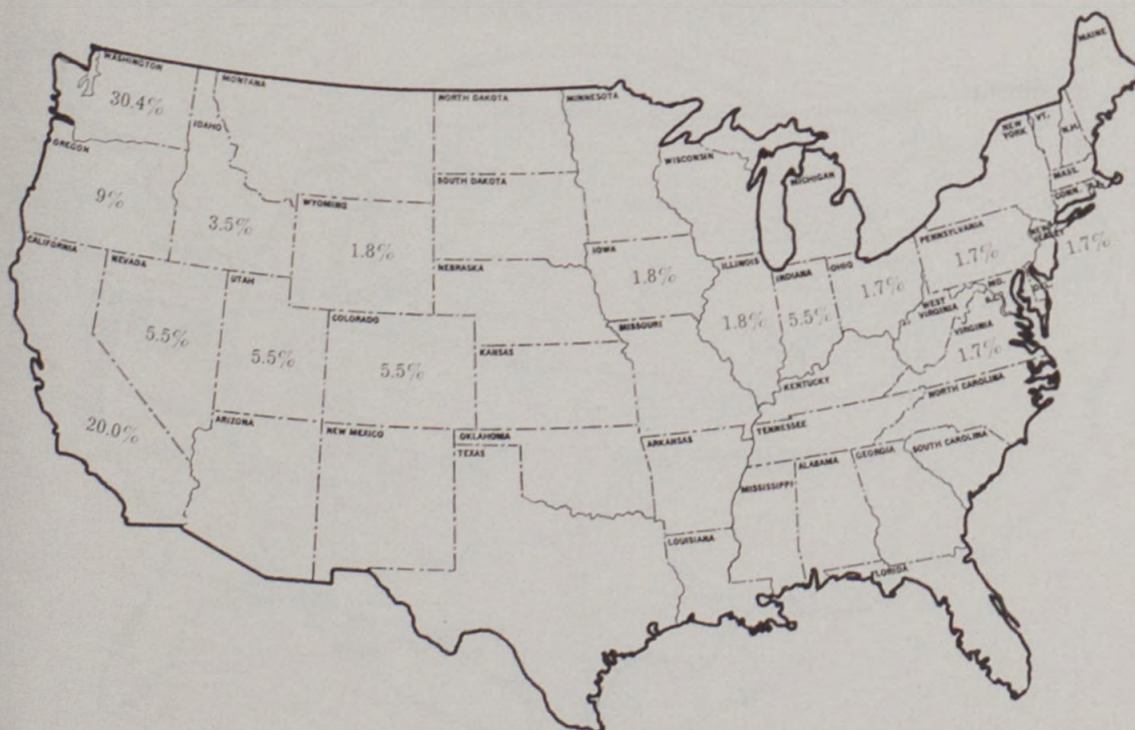 WASHINGTON
30.4%
MONTANA
IDAHO
3.5%
OREGON
9%
NORTH DAKOTA
SOUTH DAKOTA
MINNESOTA
WISCONSIN
MICHIGAN
NEW
YORK
VT.
N.H.
MAINE
MASS.
CONN.
WYOMING
1.8%
CALIFORNIA
20.0%
NEVADA
5.5%
UTAH
5.5%
COLORADO
5.5%
NEBRASKA
KANSAS
IOWA
1.8%
MISSOURI
ILLINOIS
1.8%
INDIANA
5.5%
OHIO
1.7%
PENNSYLVANIA
1.7%
NEW
JERSEY
1.7%
MD.
WEST
VIRGINIA
VIRGINIA
1.7%
KENTUCKY
NORTH CAROLINA
TENNESSEE
SOUTH CAROLINA
ARIZONA
NEW MEXICO
OKLAHOMA
TEXAS
ARKANSAS
LOUISIANA
MISSISSIPPI
ALABAMA
GEORGIA
FLORIDA